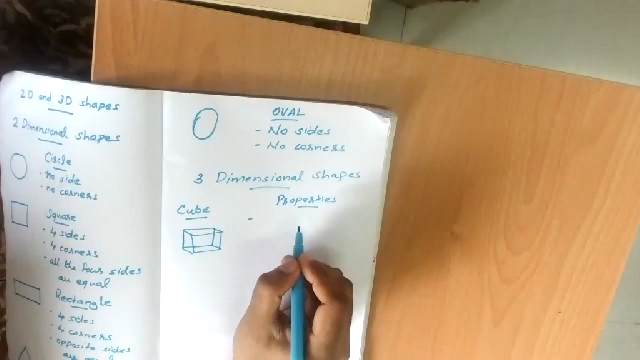 2D and 3D shapes
2 Dimensional shapes
Circle
- no side
- no corners
Square
- 4 sides
- 4 corners
- all the four sides
are equal
Rectangle
- 4 sides
- 4 corners
- opposite sides
are equal
OVAL
- No sides
- No corners
3 Dimensional shapes
Properties
Cube
-